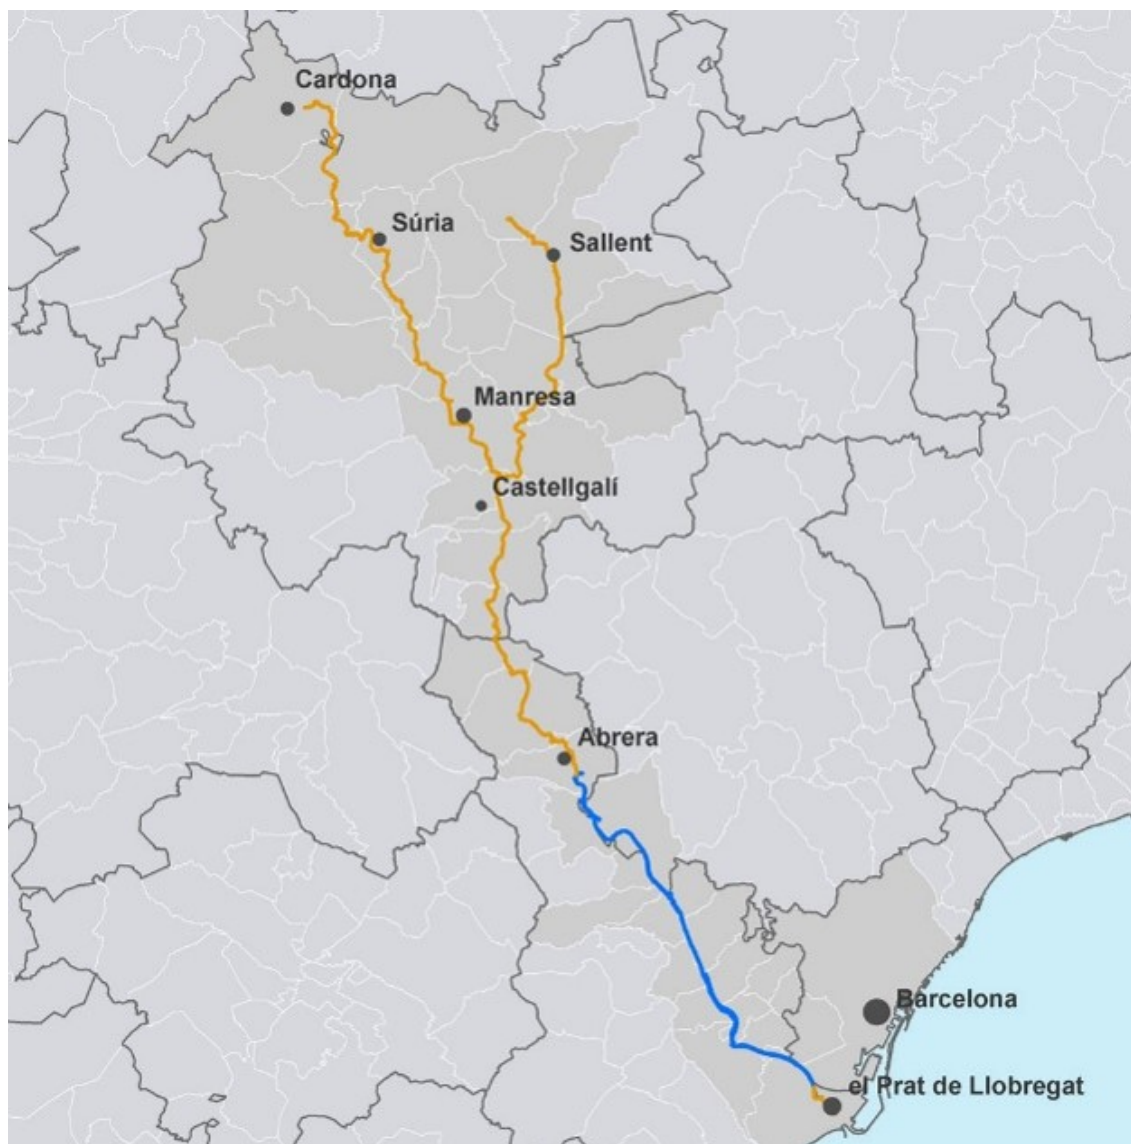 Cardona
Súria
Sallent
Manresa
Castellgalí
Abrera
Barcelona
el Prat de Llobregat